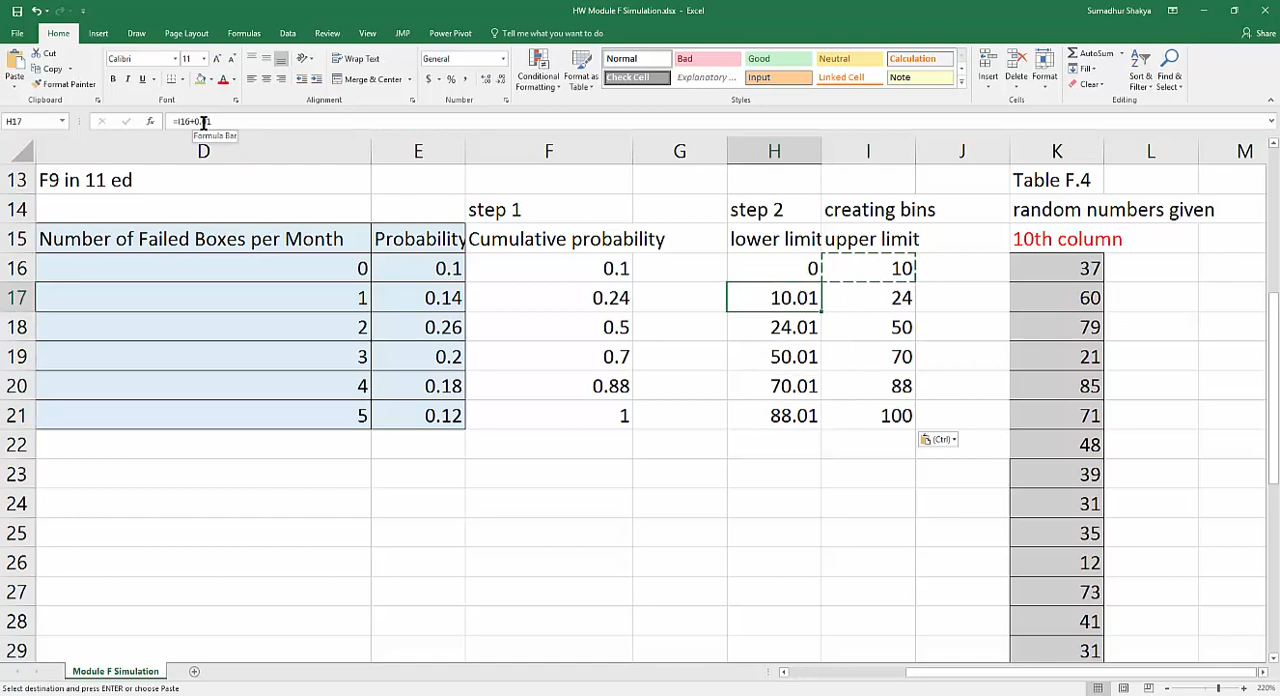 HW Module F Simulation.xlsx - Excel
Sumadhur Shakya
File Home Insert Draw Page Layout Formulas Data Review View JMP Power Pivot Tell me what you want to do Share
Cut Calibri 11 Wrap Text General Normal Bad Good Neutral Calculation AutoSum
Paste Copy Conditional Format as Insert Delete Format Fill Sort & Find &
Format Painter B I U Merge & Center $ % Formatting Table Check Cell Explanatory ... Input Linked Cell Note Clear Filter Select
Clipboard Font Alignment Number Styles Cells Editing
H17 fx
Formula Bar
D E F G H I J K L M
13 F9 in 11 ed Table F.4
14 step 1 step 2 creating bins random numbers given
15 Number of Failed Boxes per Month Probability Cumulative probability lower limit upper limit 10th column
16 0 0.1 0.1 0 10 37
17 1 0.14 0.24 10.01 24 60
18 2 0.26 0.5 24.01 50 79
19 3 0.2 0.7 50.01 70 21
20 4 0.18 0.88 70.01 88 85
21 5 0.12 1 88.01 100 71
22 (Ctrl) 48
23 39
24 31
25 35
26 12
27 73
28 41
29 31
Module F Simulation
Select destination and press ENTER or choose Paste 220%